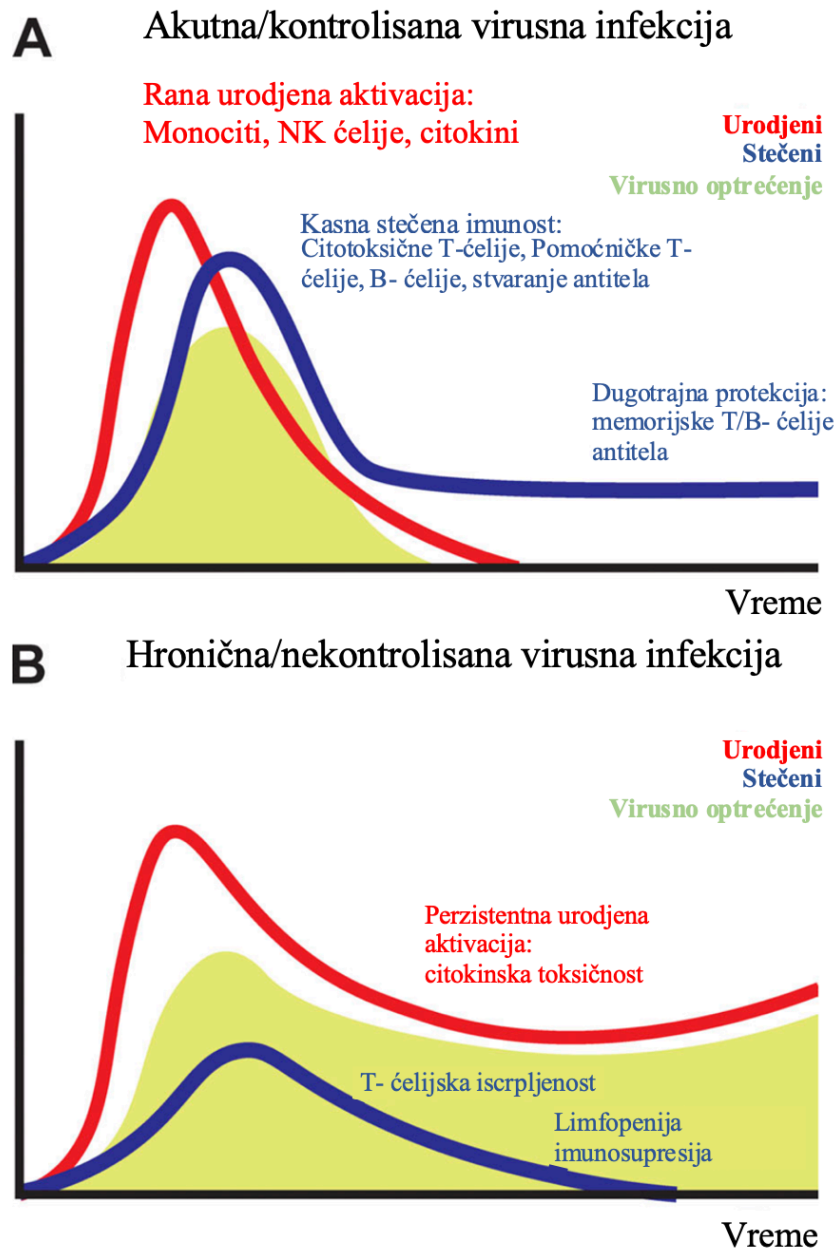 A
Akutna/kontrolisana virusna infekcija
Rana urodjena aktivacija:
Monociti, NK ćelije, citokini
Urodjeni
Stečeni
Virusno optrećenje
Kasna stečena imunost:
Citotoksične T-ćelije, Pomoćničke T-
ćelije, B- ćelije, stvaranje antitela
Dugotrajna protekcija:
memorijske T/B- ćelije
antitela
Vreme
B
Hronična/nekontrolisana virusna infekcija
Urodjeni
Stečeni
Virusno optrećenje
Perzistentna urodjena
aktivacija:
citokinska toksičnost
T- ćelijska iscrpljenost
Limfopenija
imunosupresija
Vreme